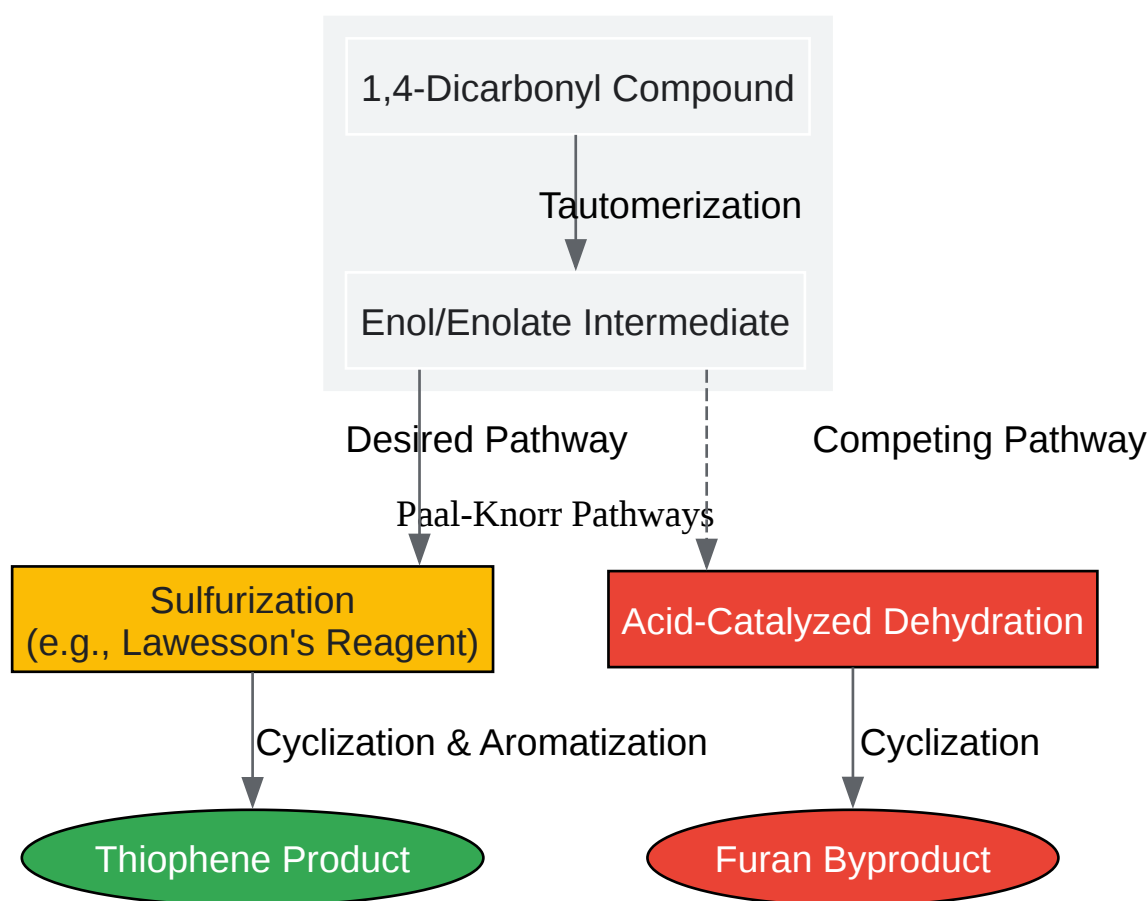 1,4-Dicarbonyl Compound
Tautomerization
Enol/Enolate Intermediate
Desired Pathway
Competing Pathway
Paal-Knorr Pathways
Sulfurization
(e.g., Lawesson's Reagent)
Acid-Catalyzed Dehydration
Cyclization & Aromatization
Cyclization
Thiophene Product
Furan Byproduct